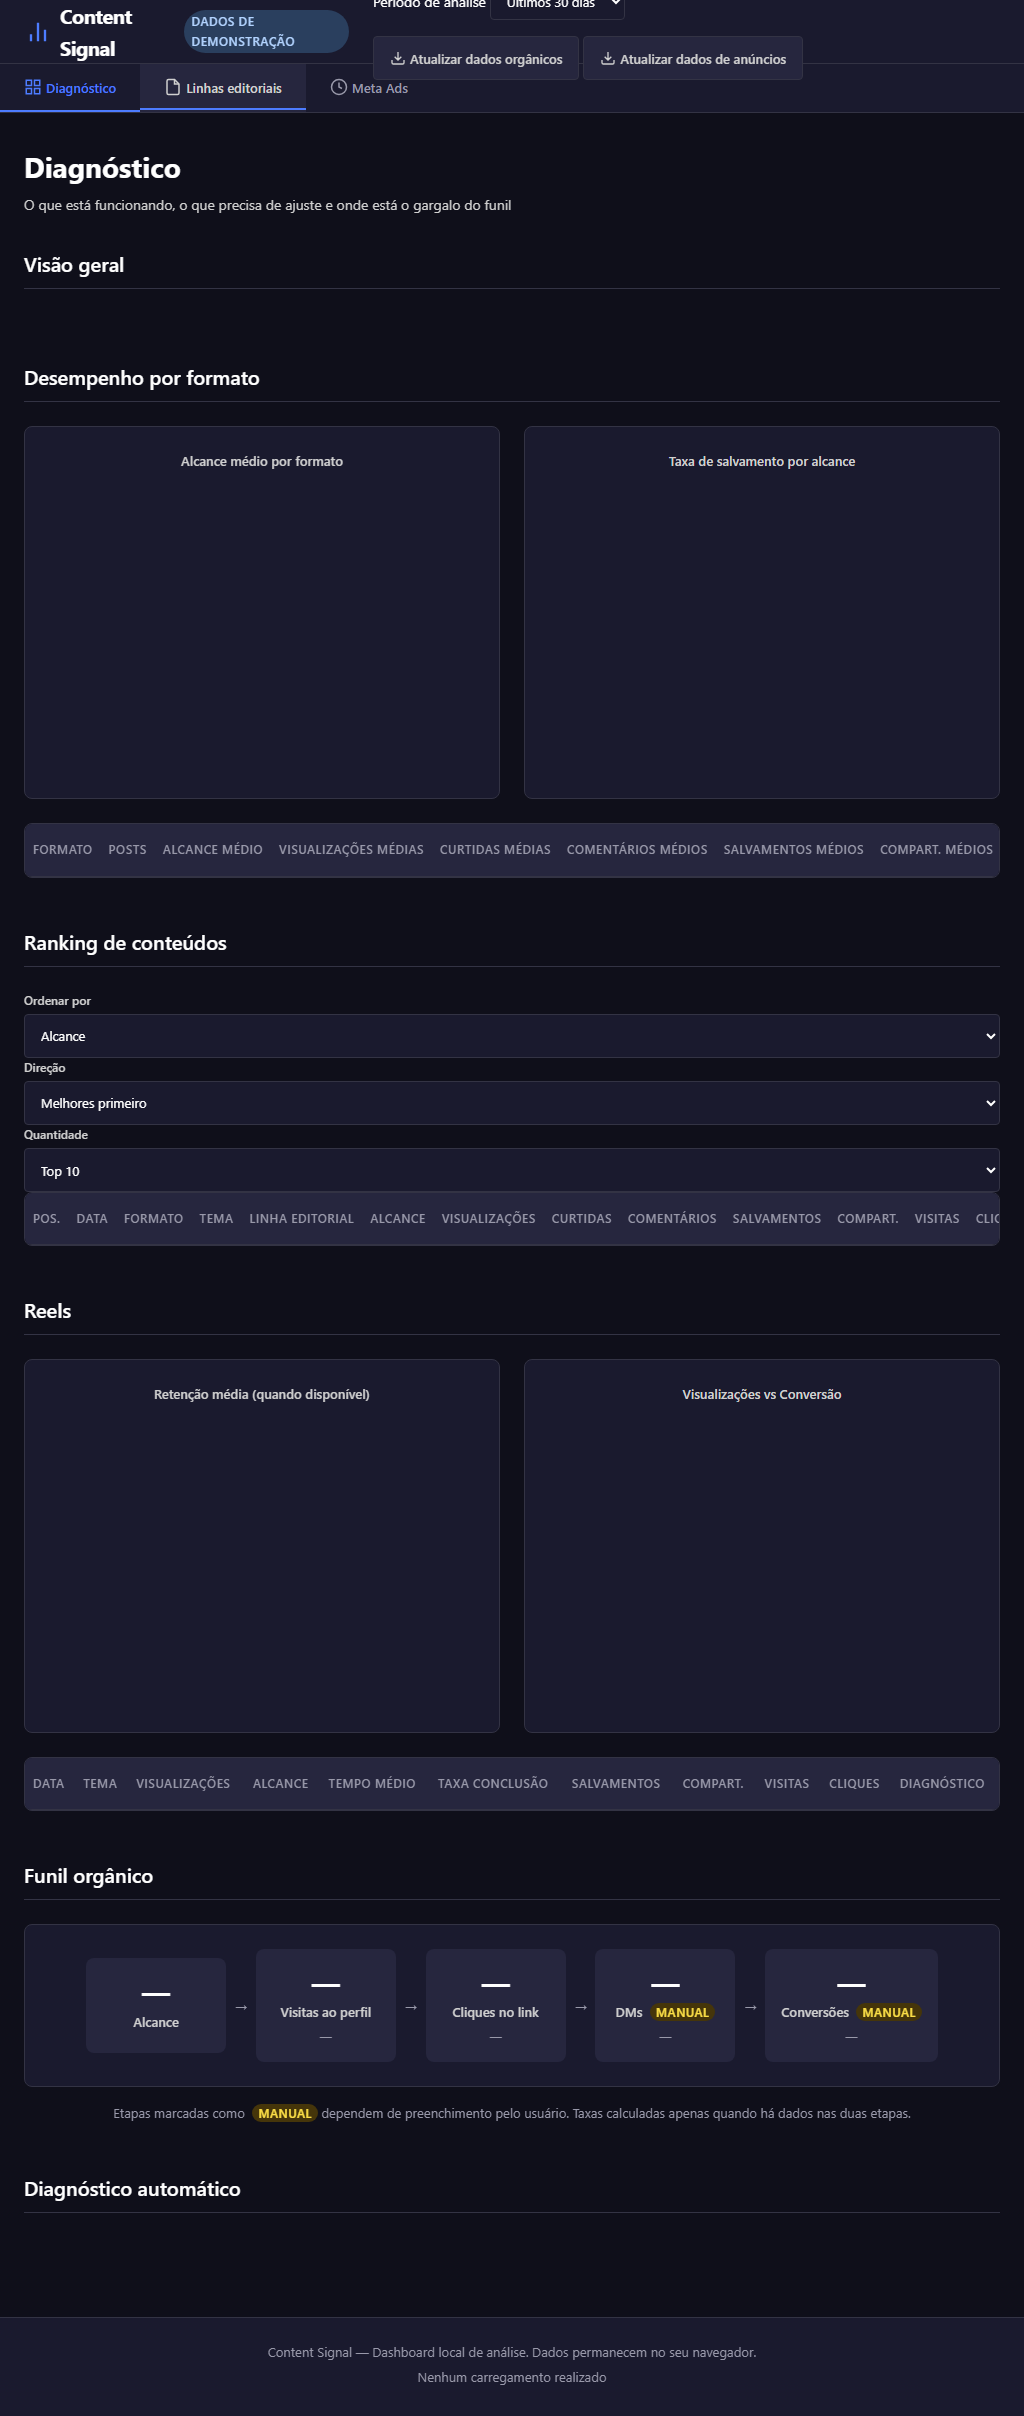 Content
Signal
DADOS DE
DEMONSTRAÇÃO
Período de análise
Últimos 30 dias
Atualizar dados orgânicos
Atualizar dados de anúncios
Diagnóstico
Linhas editoriais
Meta Ads
Diagnóstico
O que está funcionando, o que precisa de ajuste e onde está o gargalo do funil
Visão geral
Desempenho por formato
Alcance médio por formato
Taxa de salvamento por alcance
FORMATO POSTS ALCANCE MÉDIO VISUALIZAÇÕES MÉDIAS CURTIDAS MÉDIAS COMENTÁRIOS MÉDIOS SALVAMENTOS MÉDIOS COMPART. MÉDIOS
Ranking de conteúdos
Ordenar por
Alcance
Direção
Melhores primeiro
Quantidade
Top 10
POS. DATA FORMATO TEMA LINHA EDITORIAL ALCANCE VISUALIZAÇÕES CURTIDAS COMENTÁRIOS SALVAMENTOS COMPART. VISITAS
Reels
Retenção média (quando disponível)
Visualizações vs Conversão
DATA TEMA VISUALIZAÇÕES ALCANCE TEMPO MÉDIO TAXA CONCLUSÃO SALVAMENTOS COMPART. VISITAS CLIQUES DIAGNÓSTICO
Funil orgânico
—
Alcance
→
—
Visitas ao perfil
—
→
—
Cliques no link
—
→
—
DMs MANUAL
—
→
—
Conversões MANUAL
—
Etapas marcadas como MANUAL dependem de preenchimento pelo usuário. Taxas calculadas apenas quando há dados nas duas etapas.
Diagnóstico automático
Content Signal — Dashboard local de análise. Dados permanecem no seu navegador.
Nenhum carregamento realizado